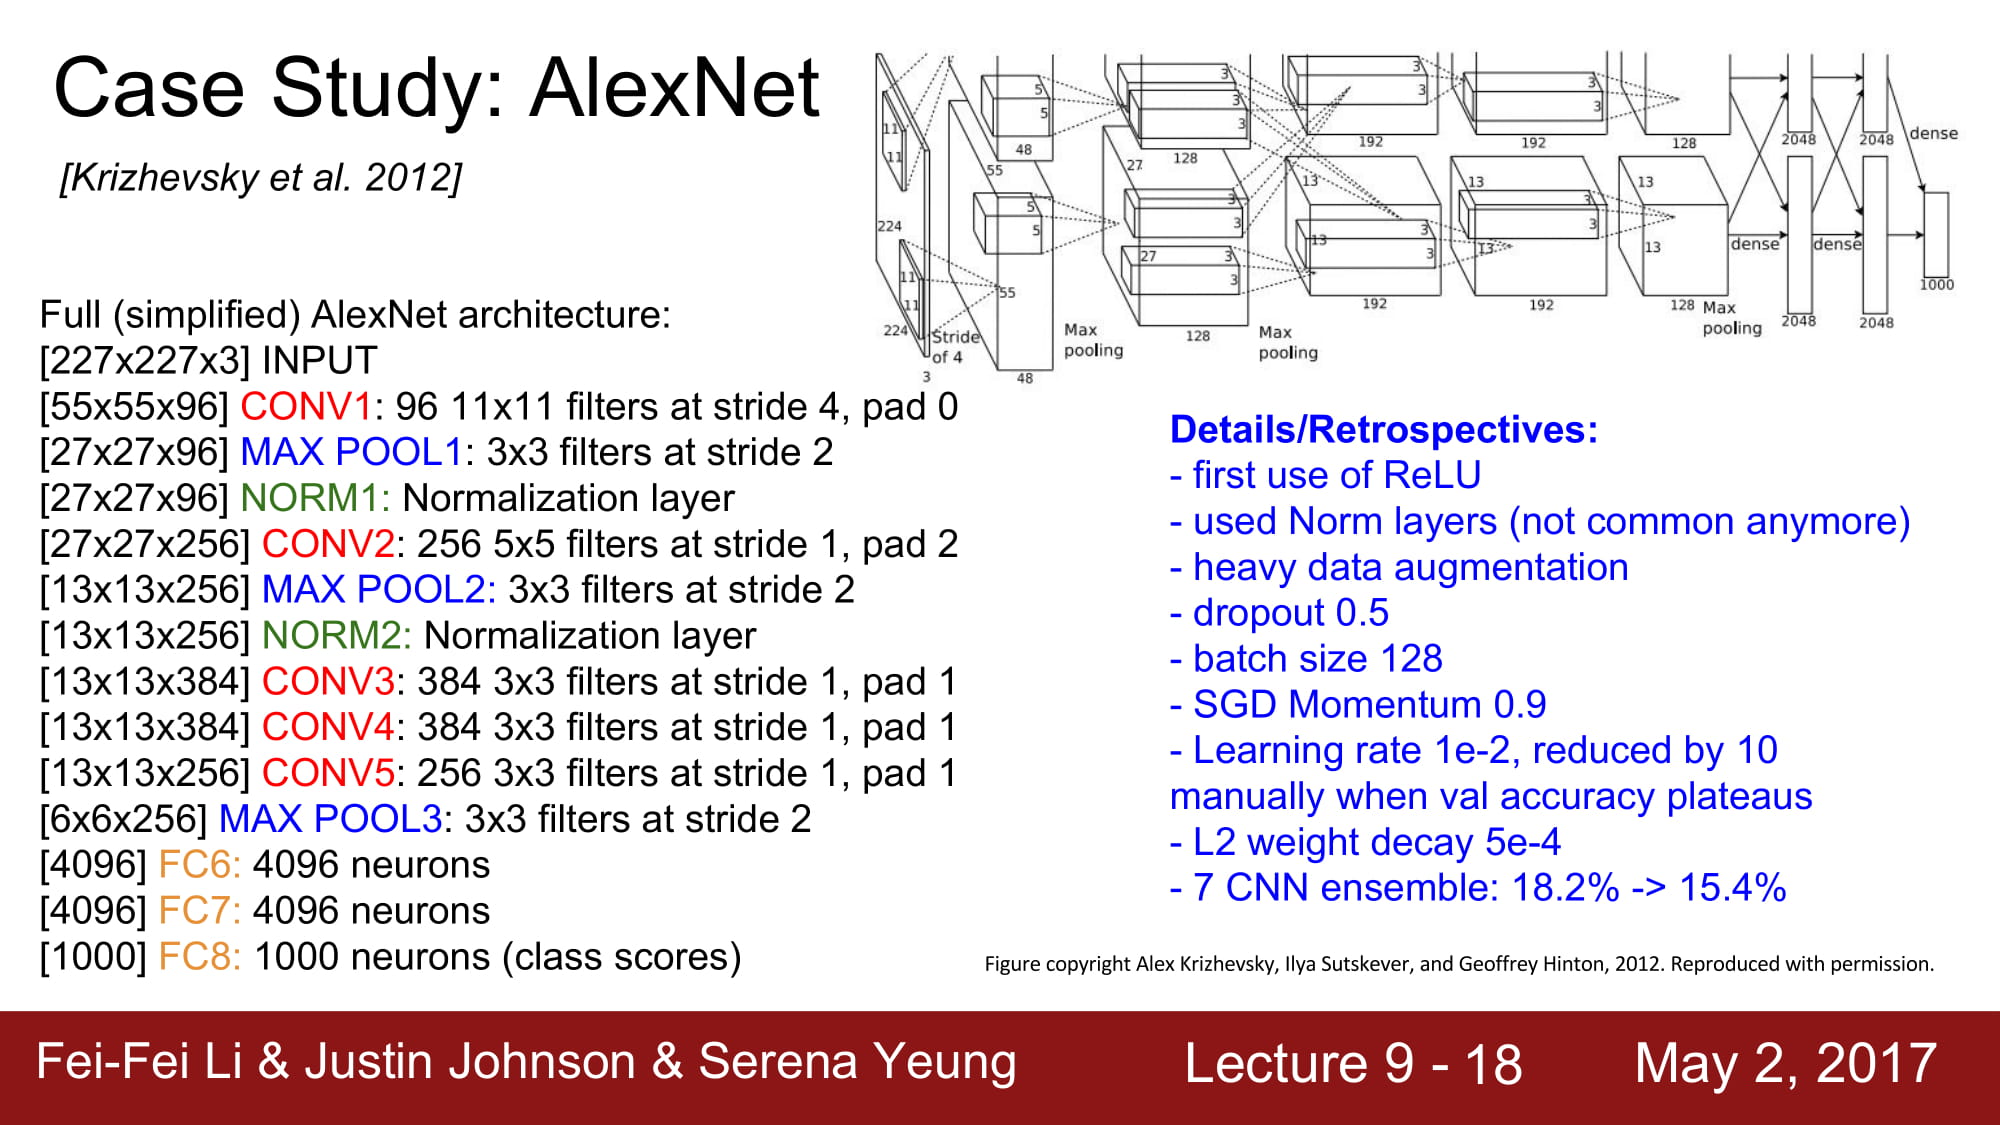 Case Study: AlexNet
[Krizhevsky et al. 2012]
Full (simplified) AlexNet architecture:
[227x227x3] INPUT
[55x55x96] CONV1: 96 11x11 filters at stride 4, pad 0
[27x27x96] MAX POOL1: 3x3 filters at stride 2
[27x27x96] NORM1: Normalization layer
[27x27x256] CONV2: 256 5x5 filters at stride 1, pad 2
[13x13x256] MAX POOL2: 3x3 filters at stride 2
[13x13x256] NORM2: Normalization layer
[13x13x384] CONV3: 384 3x3 filters at stride 1, pad 1
[13x13x384] CONV4: 384 3x3 filters at stride 1, pad 1
[13x13x256] CONV5: 256 3x3 filters at stride 1, pad 1
[6x6x256] MAX POOL3: 3x3 filters at stride 2
[4096] FC6: 4096 neurons
[4096] FC7: 4096 neurons
[1000] FC8: 1000 neurons (class scores)
5 3 3 3
11 5 3 3 3 3
11 48 128 192 192 128 2048 2048 dense
55 27 13 13 13
224 5 3
5 3 3 3
11 27 3 13 3 13 13 dense dense
11 55 3 3
224 Stride of 4
3
48
Max pooling
128
Max pooling
192
192
128
Max pooling
2048
2048
1000
Details/Retrospectives:
- first use of ReLU
- used Norm layers (not common anymore)
- heavy data augmentation
- dropout 0.5
- batch size 128
- SGD Momentum 0.9
- Learning rate 1e-2, reduced by 10
manually when val accuracy plateaus
- L2 weight decay 5e-4
- 7 CNN ensemble: 18.2% -> 15.4%
Figure copyright Alex Krizhevsky, Ilya Sutskever, and Geoffrey Hinton, 2012. Reproduced with permission.
Fei-Fei Li & Justin Johnson & Serena Yeung
Lecture 9 - 18
May 2, 2017